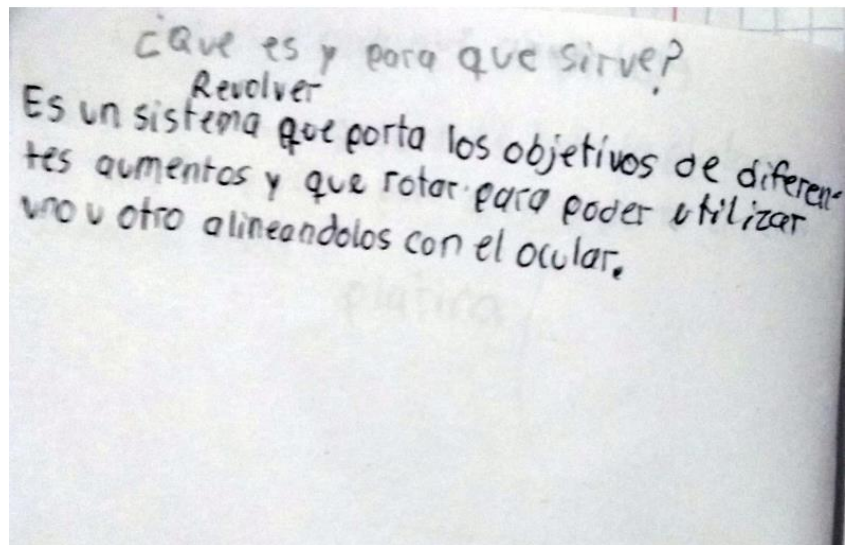 ¿Que es y para que sirve?
Revolver
Es un sistema que porta los objetivos de diferen-
tes aumentos y que rotar para poder utilizar
uno u otro alineandolos con el ocular.
platina